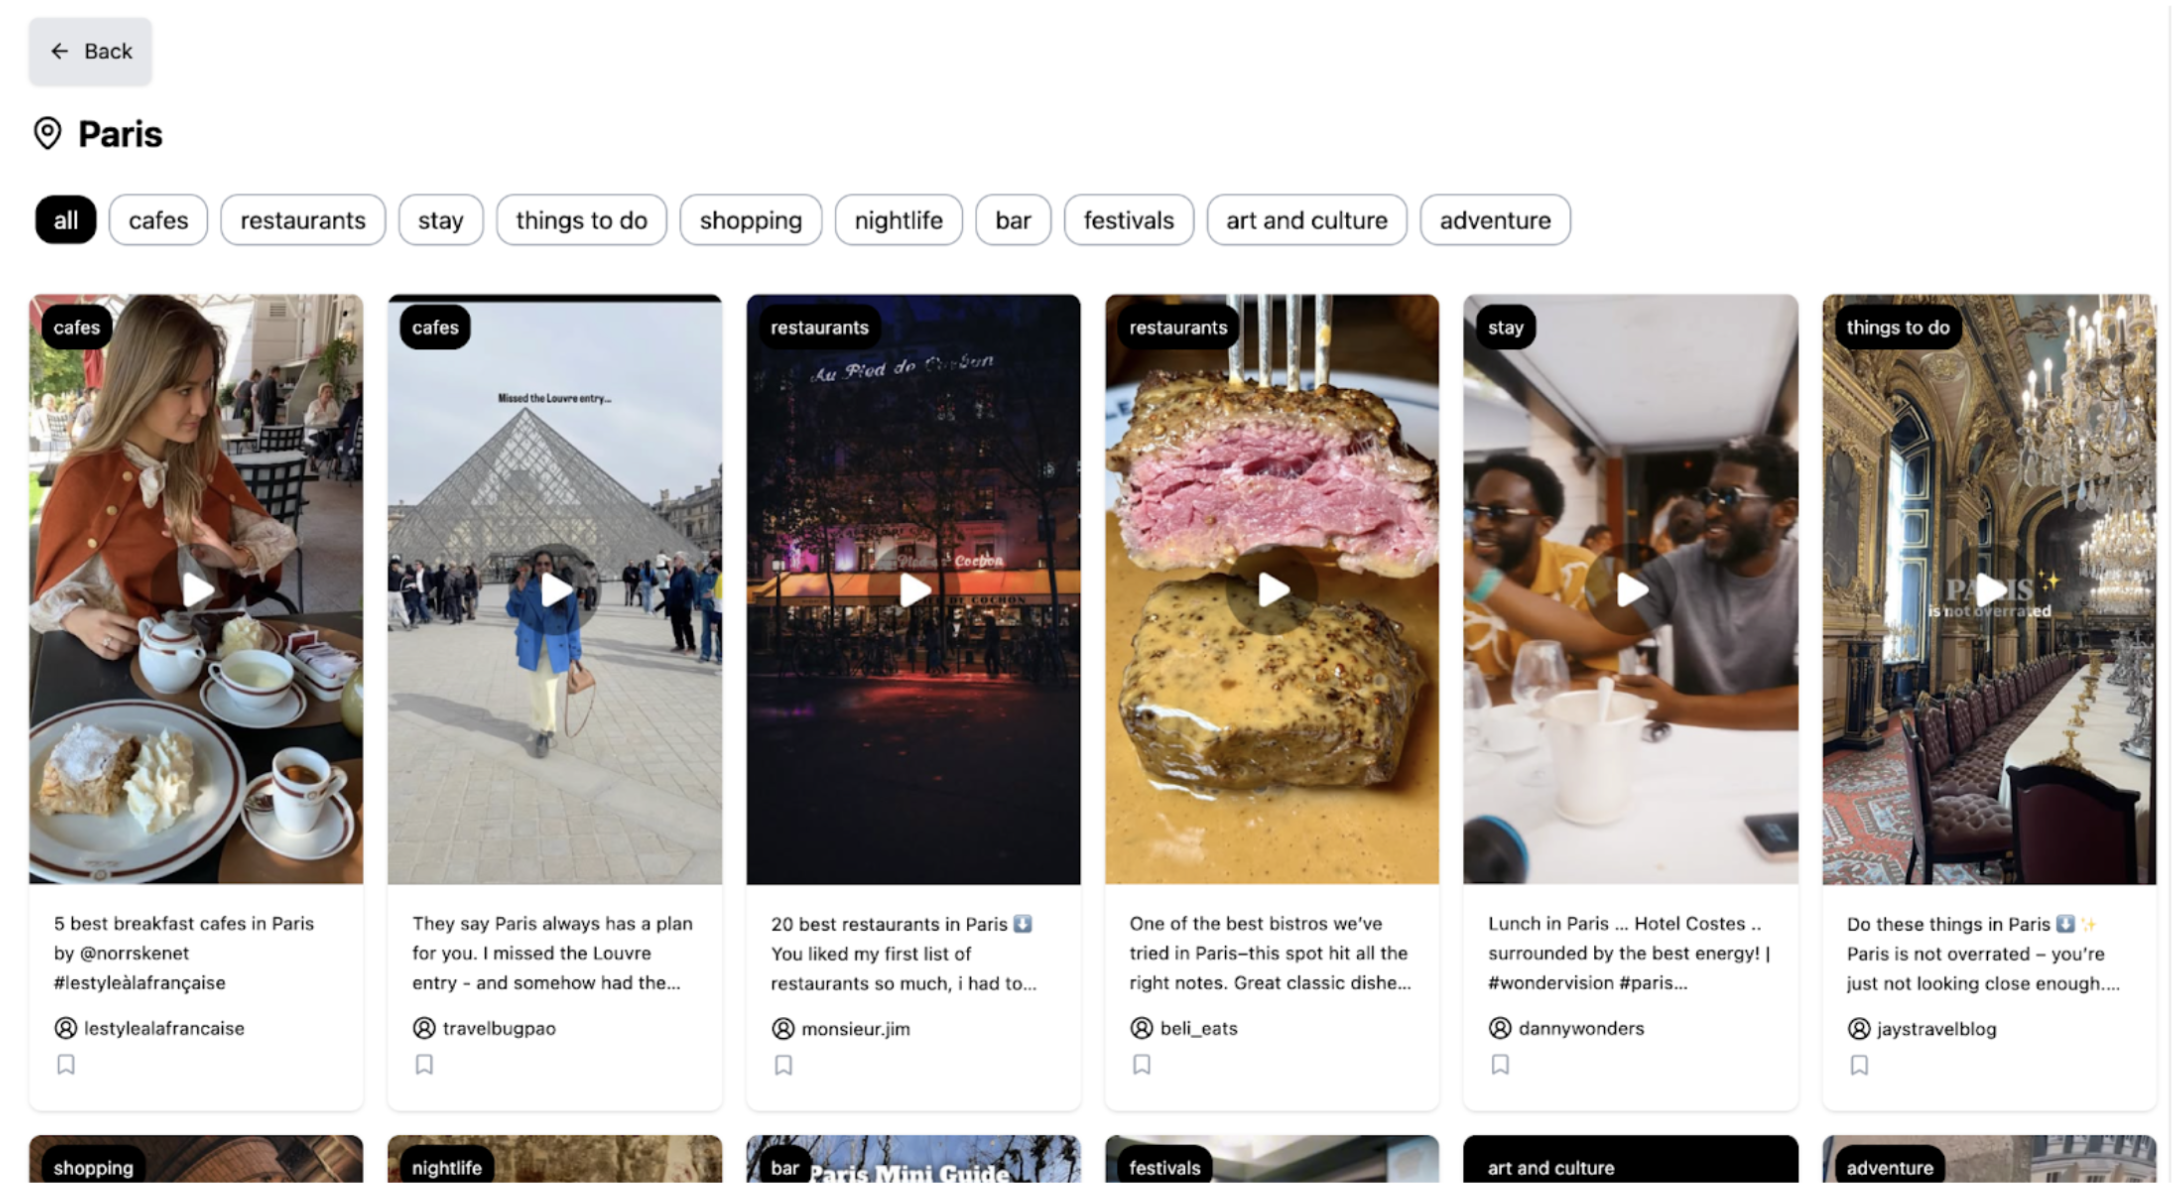 Back
Paris
all
cafes
restaurants
stay
things to do
shopping
nightlife
bar
festivals
art and culture
adventure
cafes
cafes
Missed the Louvre entry...
restaurants
Au Pied de Cochon
Cochon
DE COCHON
restaurants
stay
things to do
PARIS
is not overrated
5 best breakfast cafes in Paris
by @norrskenet
#lestyleàlafrançaise
lestylealafrancaise
They say Paris always has a plan
for you. I missed the Louvre
entry - and somehow had the...
travelbugpao
20 best restaurants in Paris ⬇️
You liked my first list of
restaurants so much, i had to...
monsieur.jim
One of the best bistros we’ve
tried in Paris–this spot hit all the
right notes. Great classic dishe...
beli_eats
Lunch in Paris ... Hotel Costes ..
surrounded by the best energy! |
#wondervision #paris...
dannywonders
Do these things in Paris ⬇️ ✨
Paris is not overrated – you’re
just not looking close enough....
jaystravelblog
shopping
nightlife
bar
Paris Mini Guide
festivals
art and culture
adventure